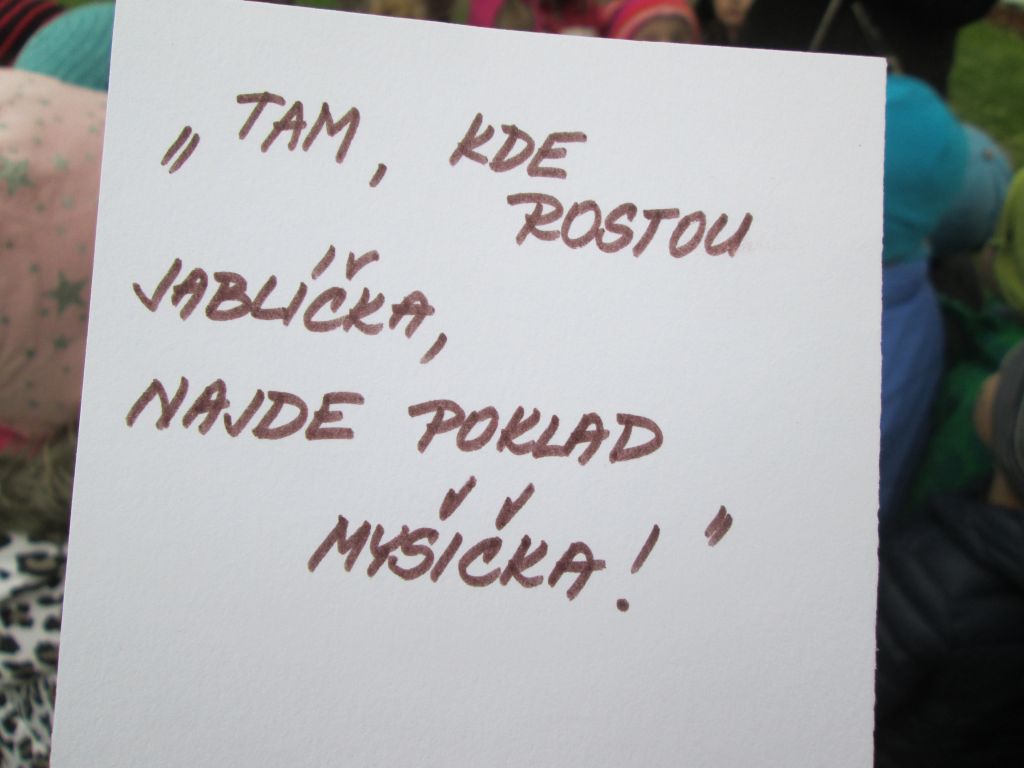 „TAM, KDE
ROSTOU
JABLÍČKA,
NAJDE POKLAD
MYŠIČKA!"